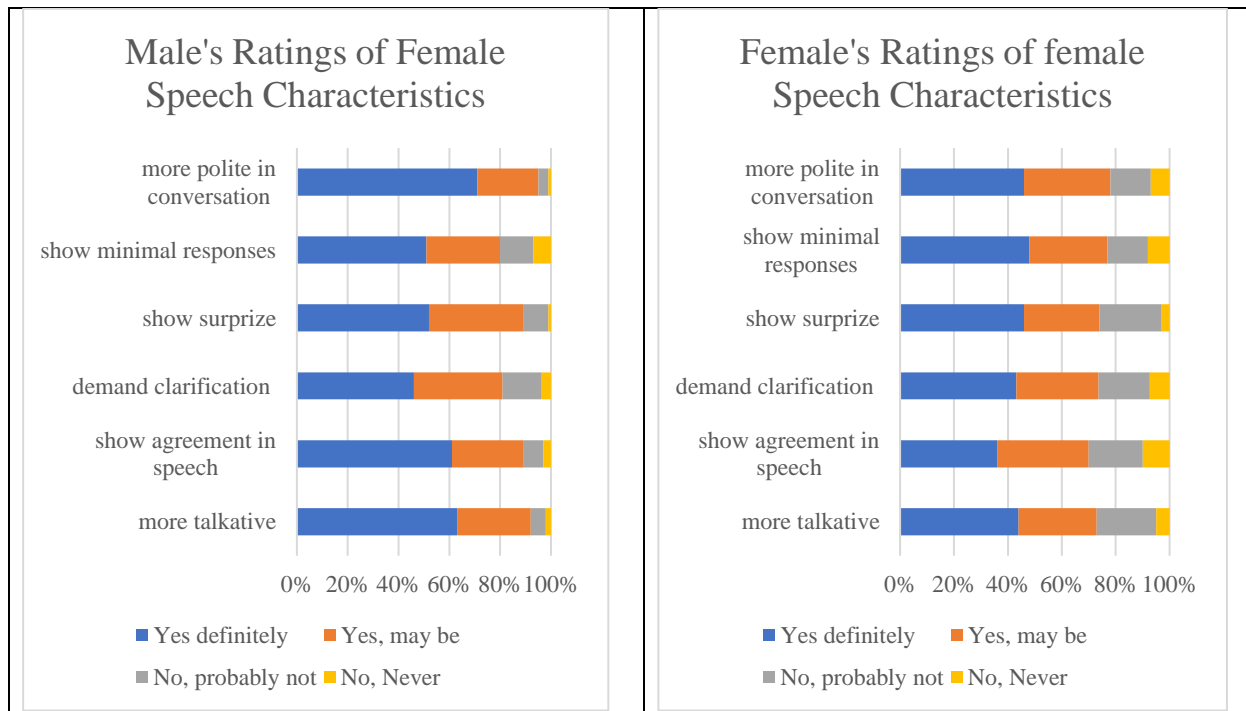 Male's Ratings of Female
Speech Characteristics
more polite in
conversation
show minimal responses
show surprize
demand clarification
show agreement in
speech
more talkative
0% 20% 40% 60% 80% 100%
Yes definitely Yes, may be
No, probably not No, Never
Female's Ratings of female
Speech Characteristics
more polite in
conversation
show minimal
responses
show surprize
demand clarification
show agreement in
speech
more talkative
0% 20% 40% 60% 80% 100%
Yes definitely Yes, may be
No, probably not No, Never